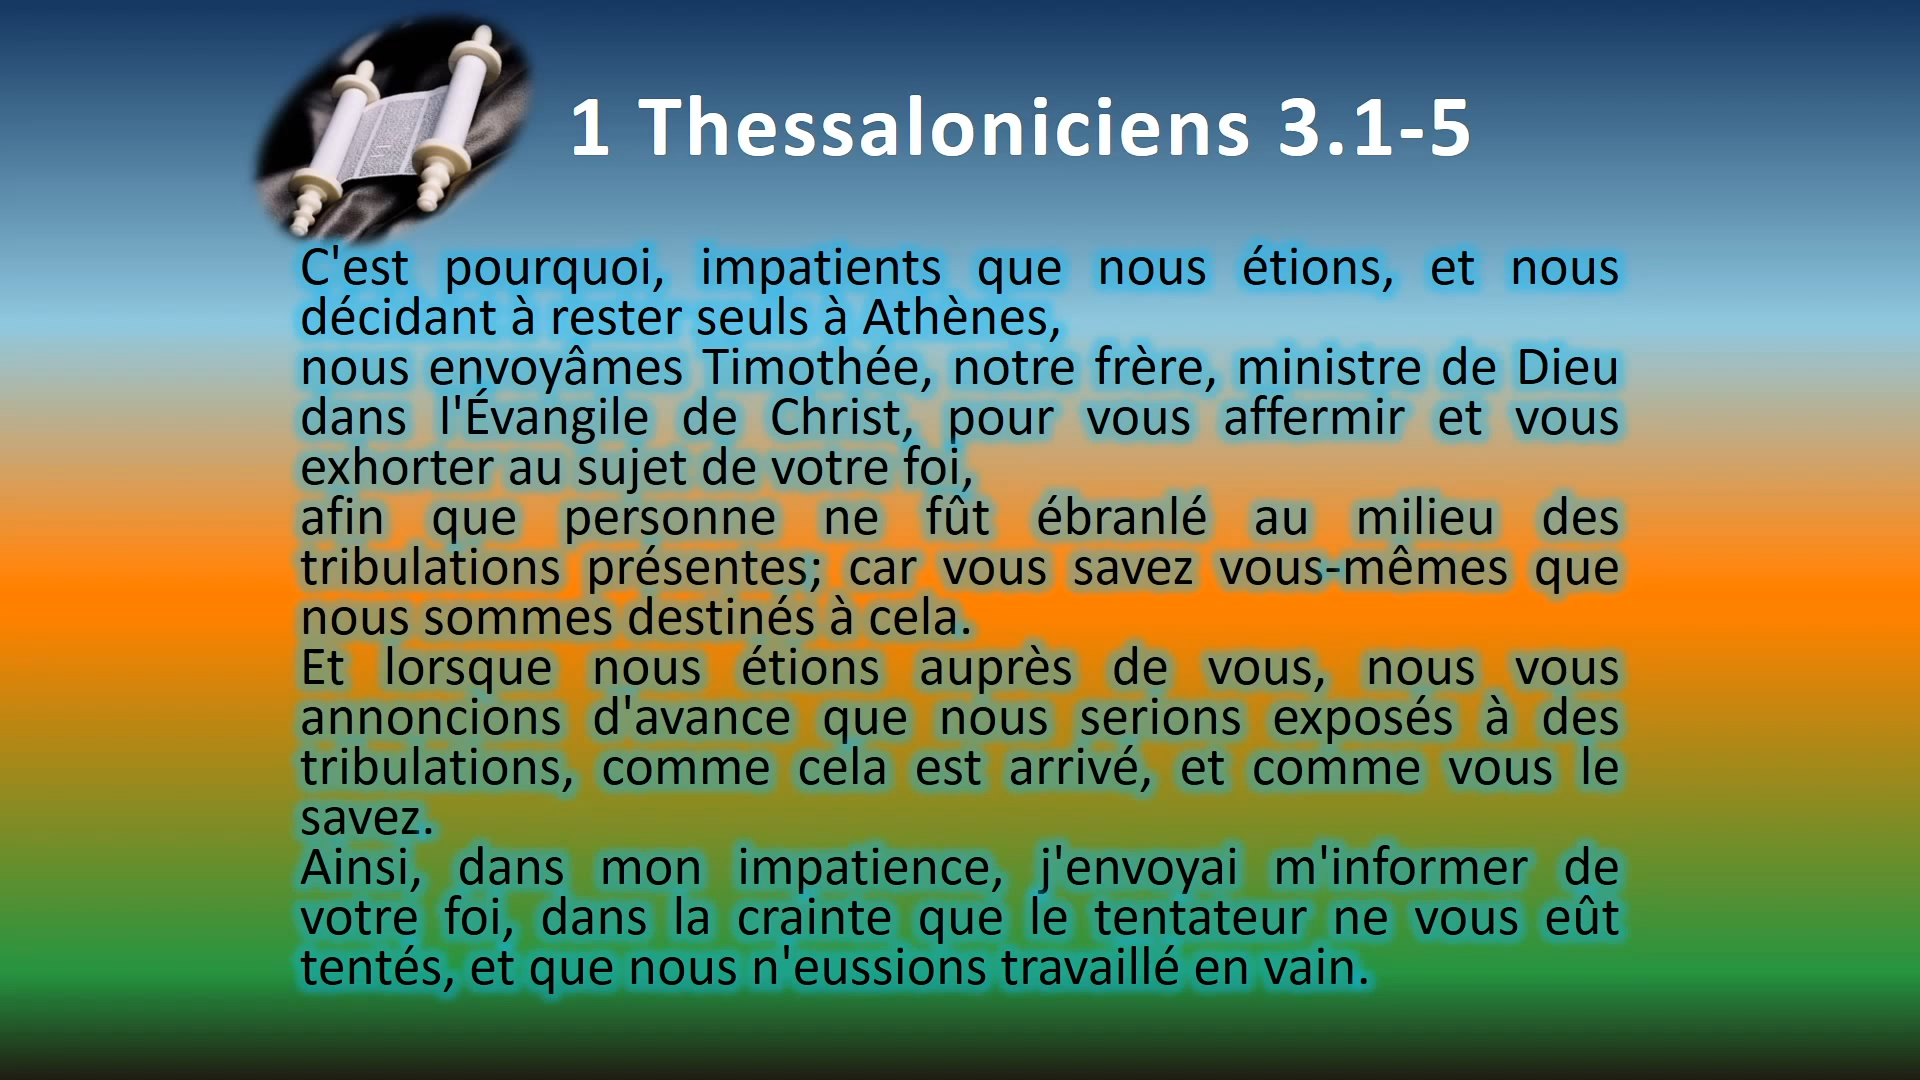 1 Thessaloniciens 3.1-5
C'est pourquoi, impatients que nous étions, et nous
décidant à rester seuls à Athènes,
nous envoyâmes Timothée, notre frère, ministre de Dieu
dans l'Évangile de Christ, pour vous affermir et vous
exhorter au sujet de votre foi,
afin que personne ne fût ébranlé au milieu des
tribulations présentes; car vous savez vous-mêmes que
nous sommes destinés à cela.
Et lorsque nous étions auprès de vous, nous vous
annoncions d'avance que nous serions exposés à des
tribulations, comme cela est arrivé, et comme vous le
savez.
Ainsi, dans mon impatience, j'envoyai m'informer de
votre foi, dans la crainte que le tentateur ne vous eût
tentés, et que nous n'eussions travaillé en vain.